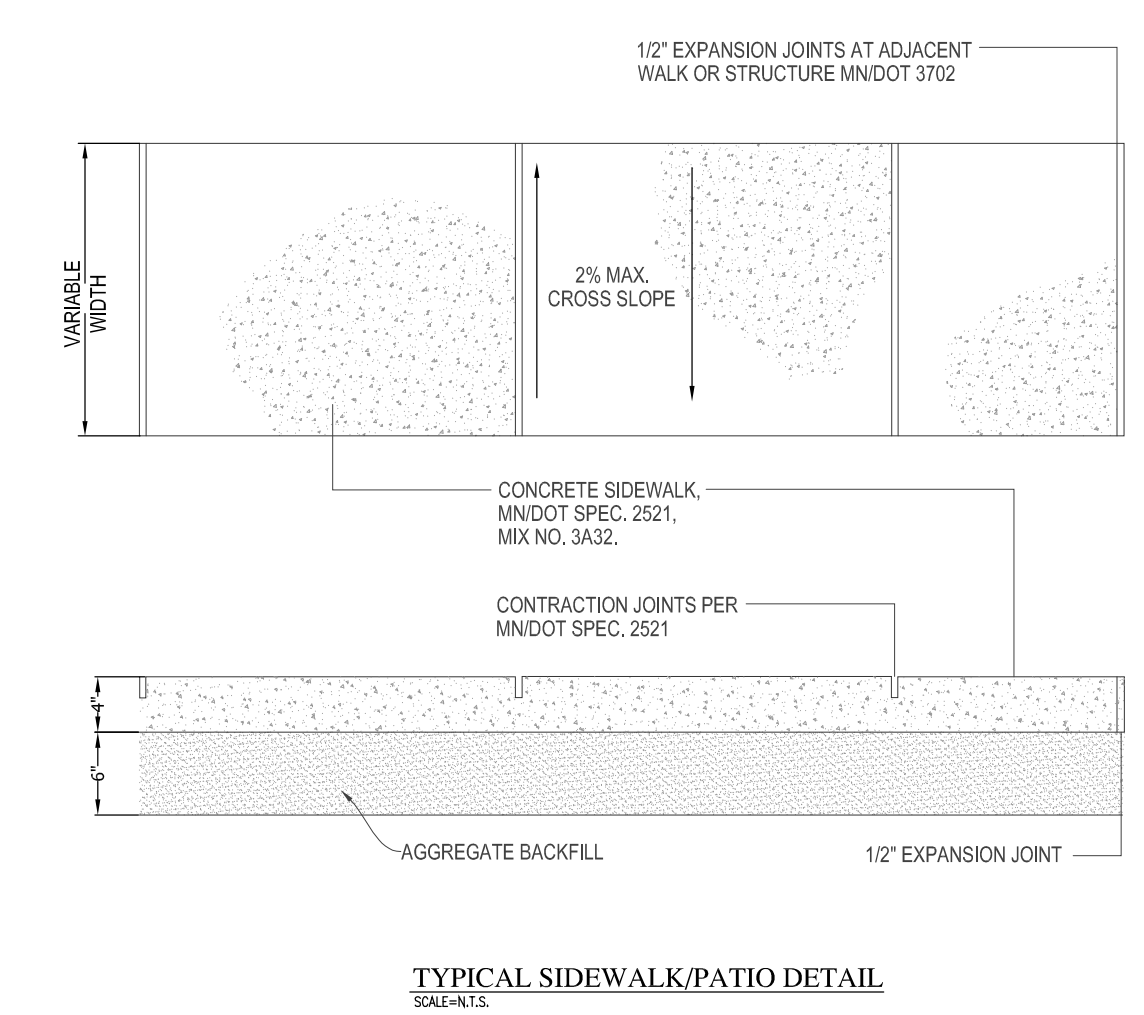 1/2" EXPANSION JOINTS AT ADJACENT
WALK OR STRUCTURE MN/DOT 3702
VARIABLE
WIDTH
2% MAX.
CROSS SLOPE
CONCRETE SIDEWALK,
MN/DOT SPEC. 2521,
MIX NO. 3A32.
CONTRACTION JOINTS PER
MN/DOT SPEC. 2521
4"
6"
AGGREGATE BACKFILL
1/2" EXPANSION JOINT
TYPICAL SIDEWALK/PATIO DETAIL
SCALE=N.T.S.